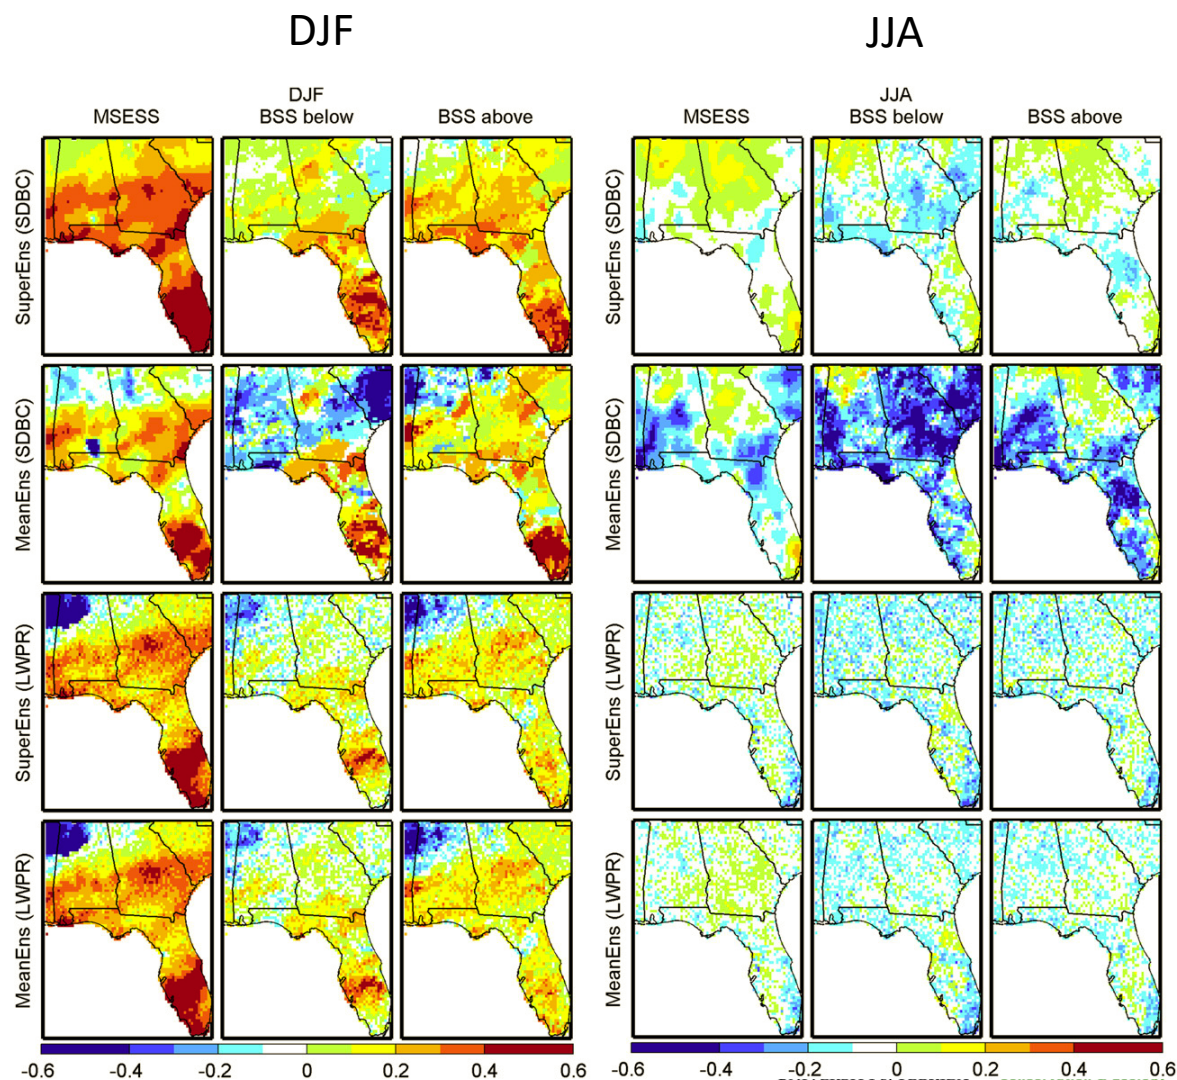 DJF
JJA
DJF
MSESS
BSS below
BSS above
JJA
MSESS
BSS below
BSS above
SuperEns (SDBC)
SuperEns (SDBC)
MeanEns (SDBC)
MeanEns (SDBC)
SuperEns (LWPR)
SuperEns (LWPR)
MeanEns (LWPR)
MeanEns (LWPR)
-0.6 -0.4 -0.2 0 0.2 0.4 0.6
-0.6 -0.4 -0.2 0 0.2 0.4 0.6